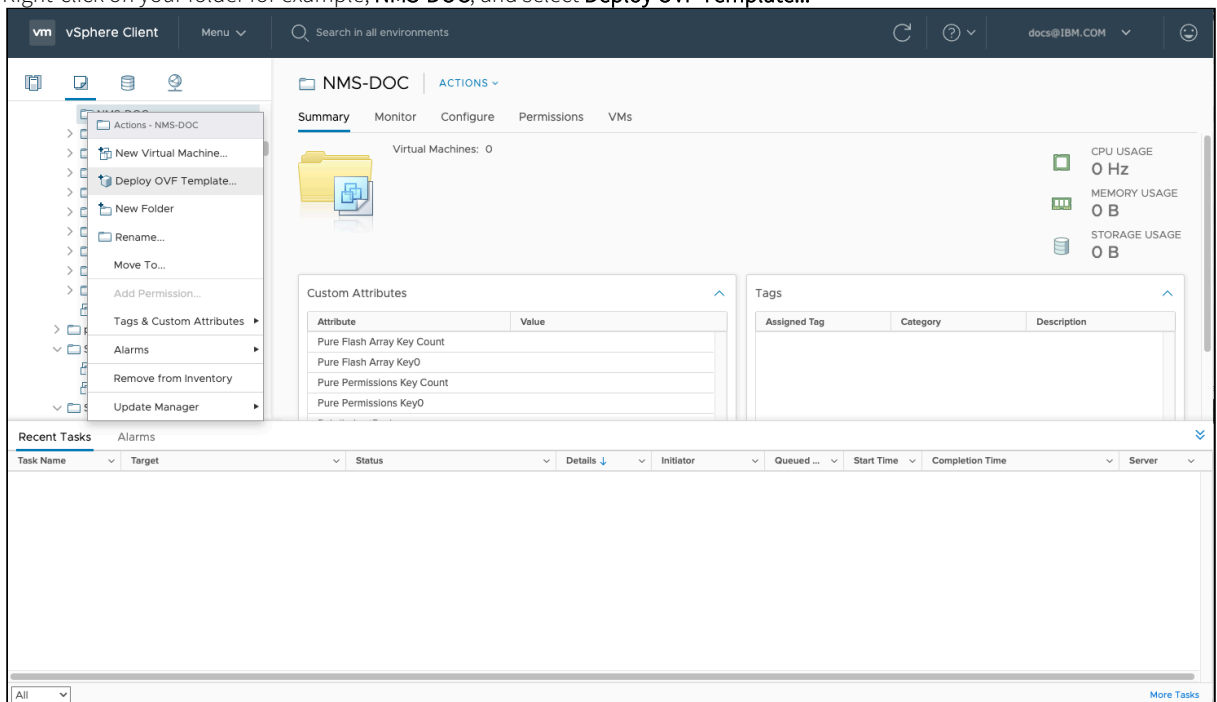 Right-click on your folder for example, NMS-DOC, and select Deploy OVF Template...
vm vSphere Client Menu Search in all environments docs@IBM.COM
NMS-DOC ACTIONS
Summary Monitor Configure Permissions VMs
Actions - NMS-DOC
New Virtual Machine...
Deploy OVF Template...
New Folder
Rename...
Move To...
Add Permission...
Tags & Custom Attributes
Alarms
Remove from Inventory
Update Manager
Virtual Machines: 0
CPU USAGE
0 Hz
MEMORY USAGE
0 B
STORAGE USAGE
0 B
Custom Attributes
Attribute Value
Pure Flash Array Key Count
Pure Flash Array Key0
Pure Permissions Key Count
Pure Permissions Key0
Tags
Assigned Tag Category Description
Recent Tasks Alarms
Task Name Target Status Details ↓ Initiator Queued ... Start Time Completion Time Server
All More Tasks